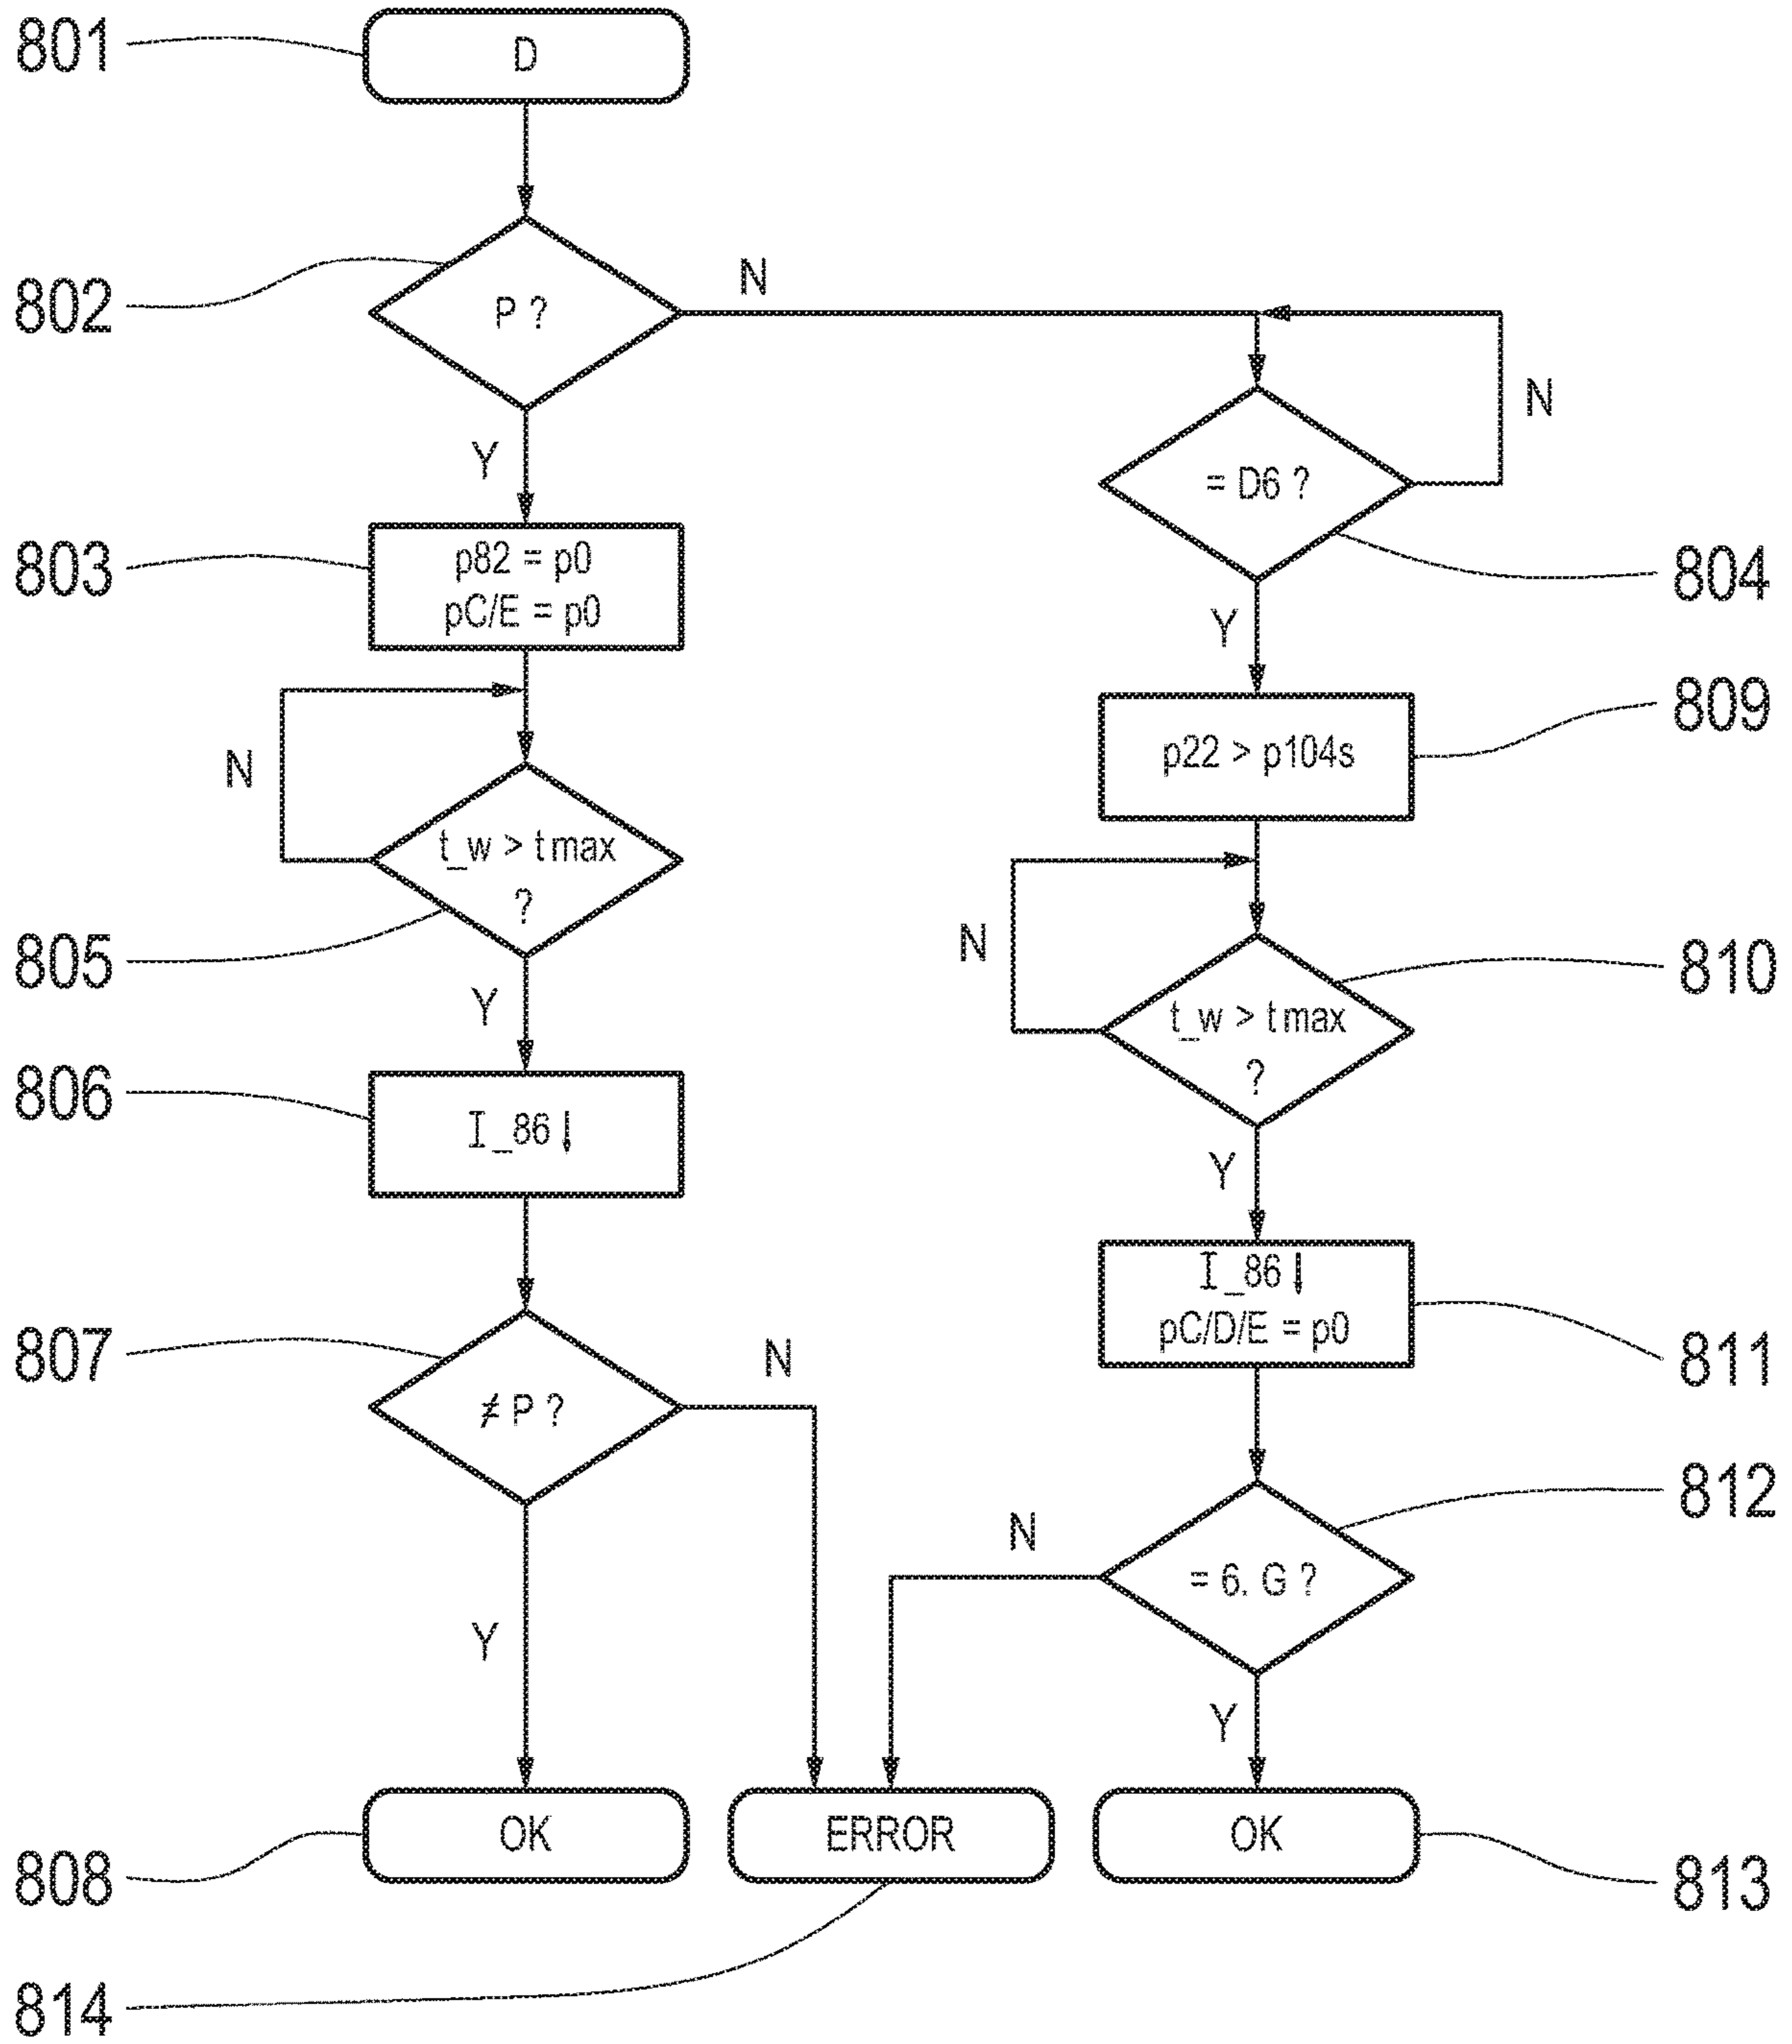 801
D
802
P ?
N
Y
N
= D6 ?
803
p82 = p0
pC/E = p0
804
Y
809
p22 > p104s
N
t_w > tmax
?
805
Y
N
810
t_w > tmax
?
806
I_86↓
Y
I_86↓
pC/D/E = p0
811
807
≠ P ?
N
812
N
= 6. G ?
Y
Y
808
OK
ERROR
OK
813
814